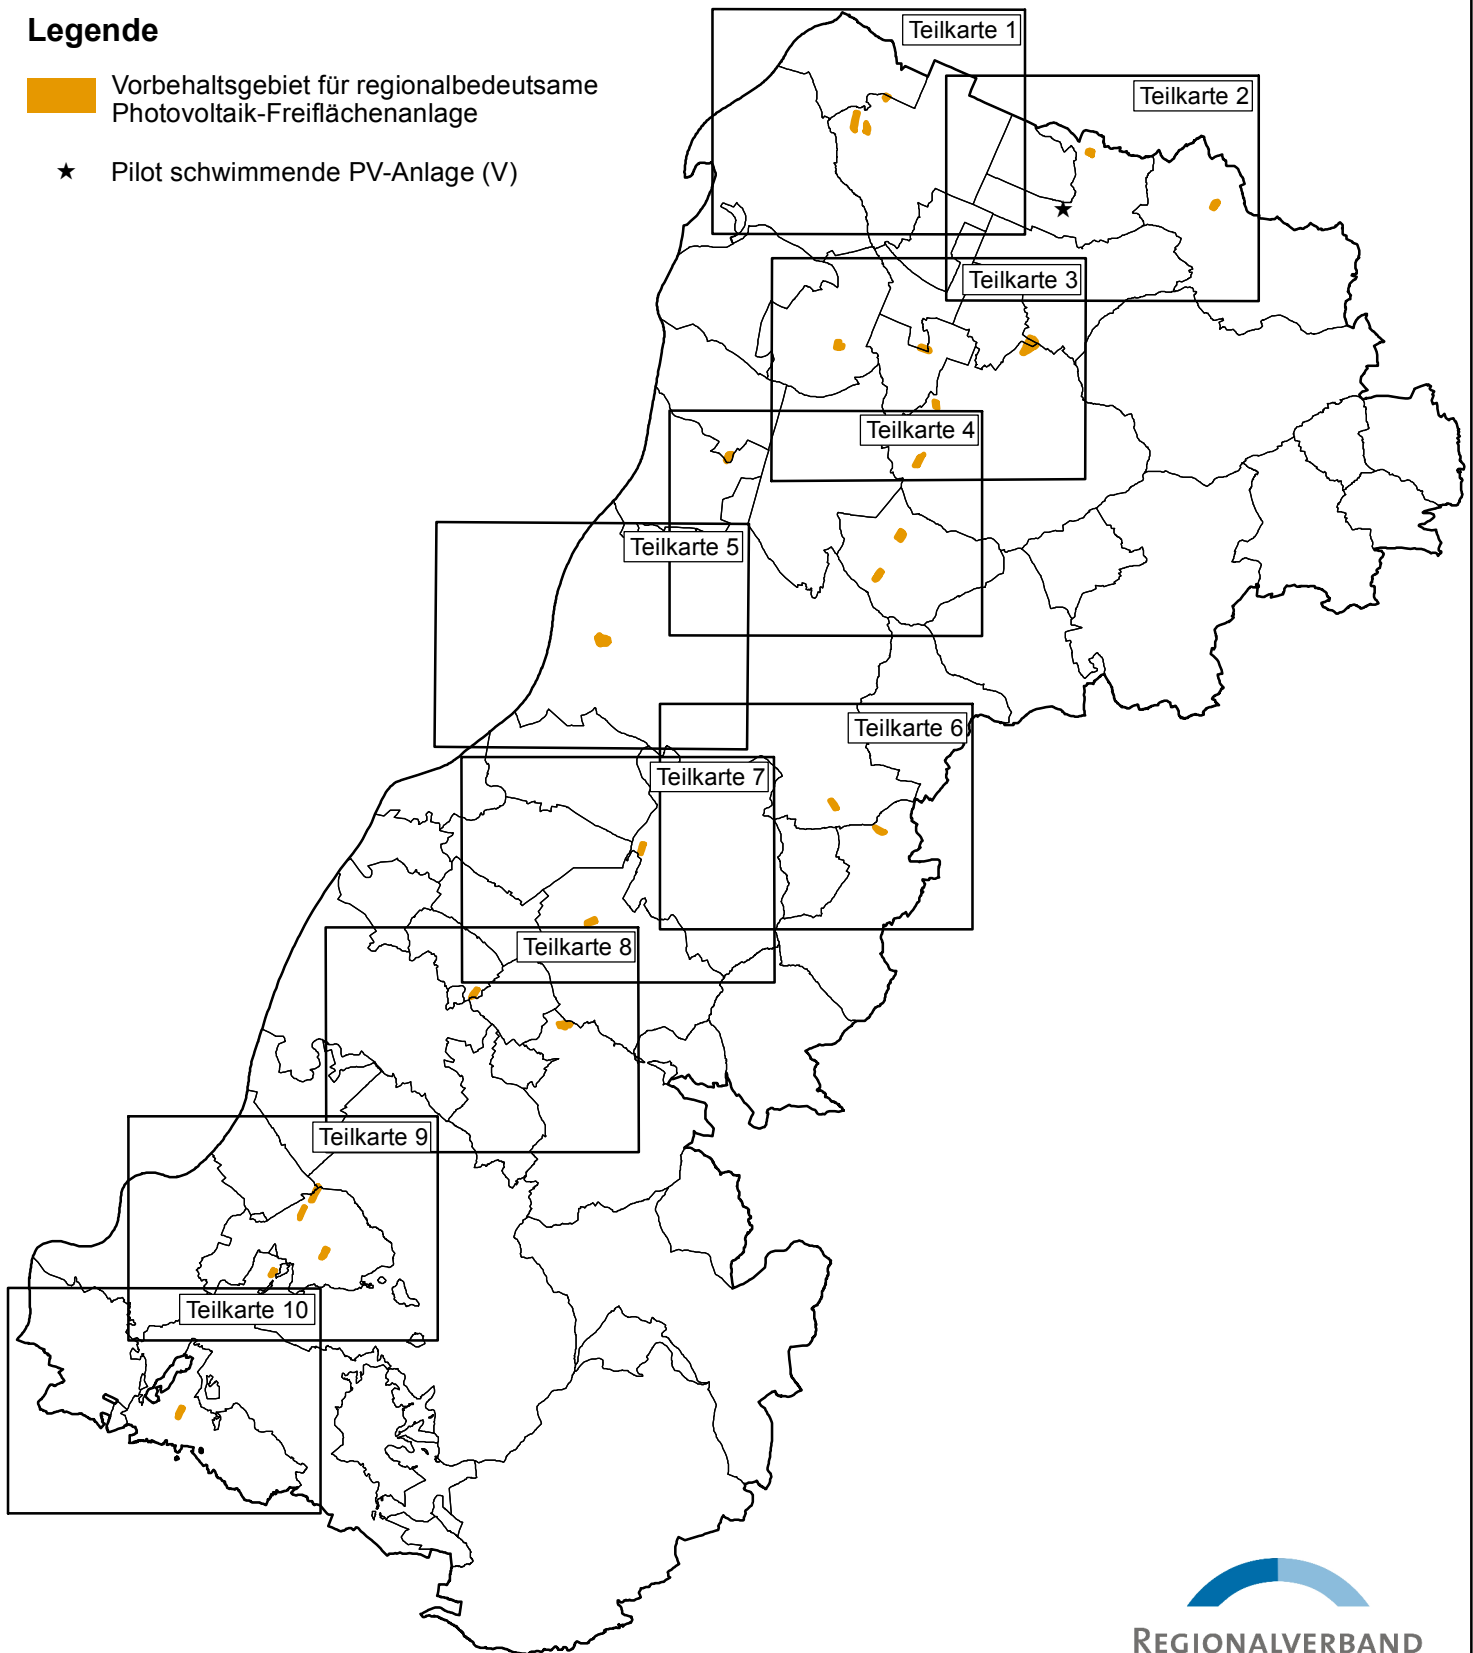 Legende
Vorbehaltsgebiet für regionalbedeutsame
Photovoltaik-Freiflächenanlage
Pilot schwimmende PV-Anlage (V)
Teilkarte 1
Teilkarte 2
Teilkarte 3
Teilkarte 4
Teilkarte 5
Teilkarte 6
Teilkarte 7
Teilkarte 8
Teilkarte 9
Teilkarte 10
REGIONALVERBAND